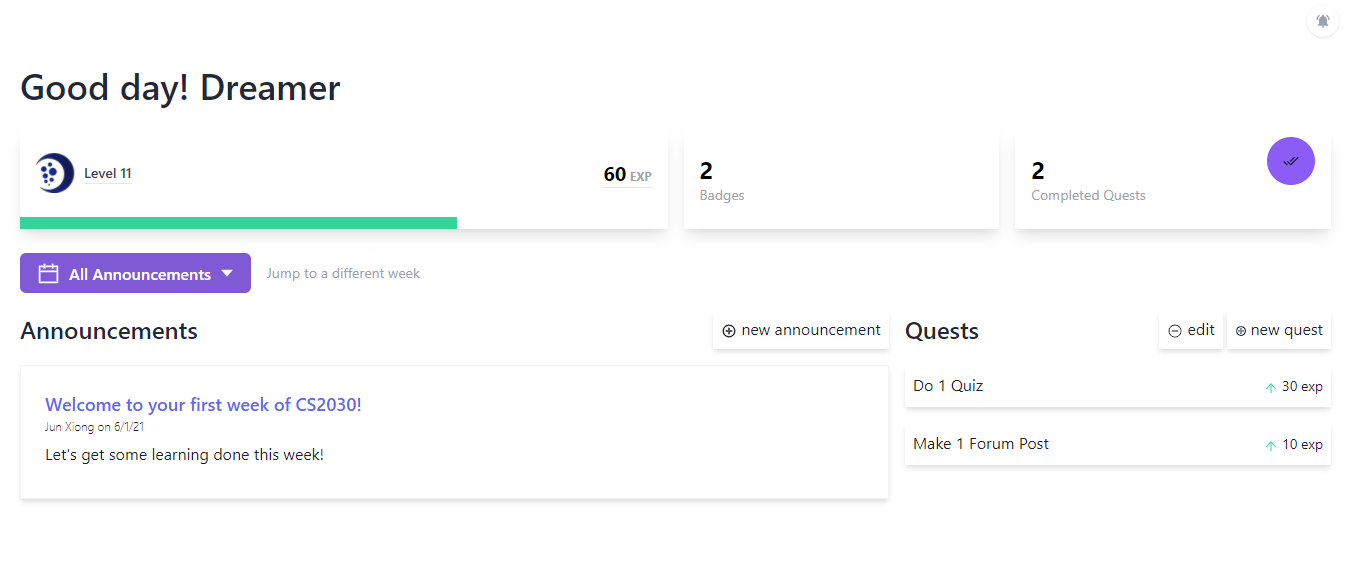 Good day! Dreamer
Level 11
60 EXP
2
Badges
2
Completed Quests
All Announcements
Jump to a different week
Announcements
new announcement
Welcome to your first week of CS2030!
Jun Xiong on 6/1/21
Let's get some learning done this week!
Quests
edit
new quest
Do 1 Quiz
30 exp
Make 1 Forum Post
10 exp